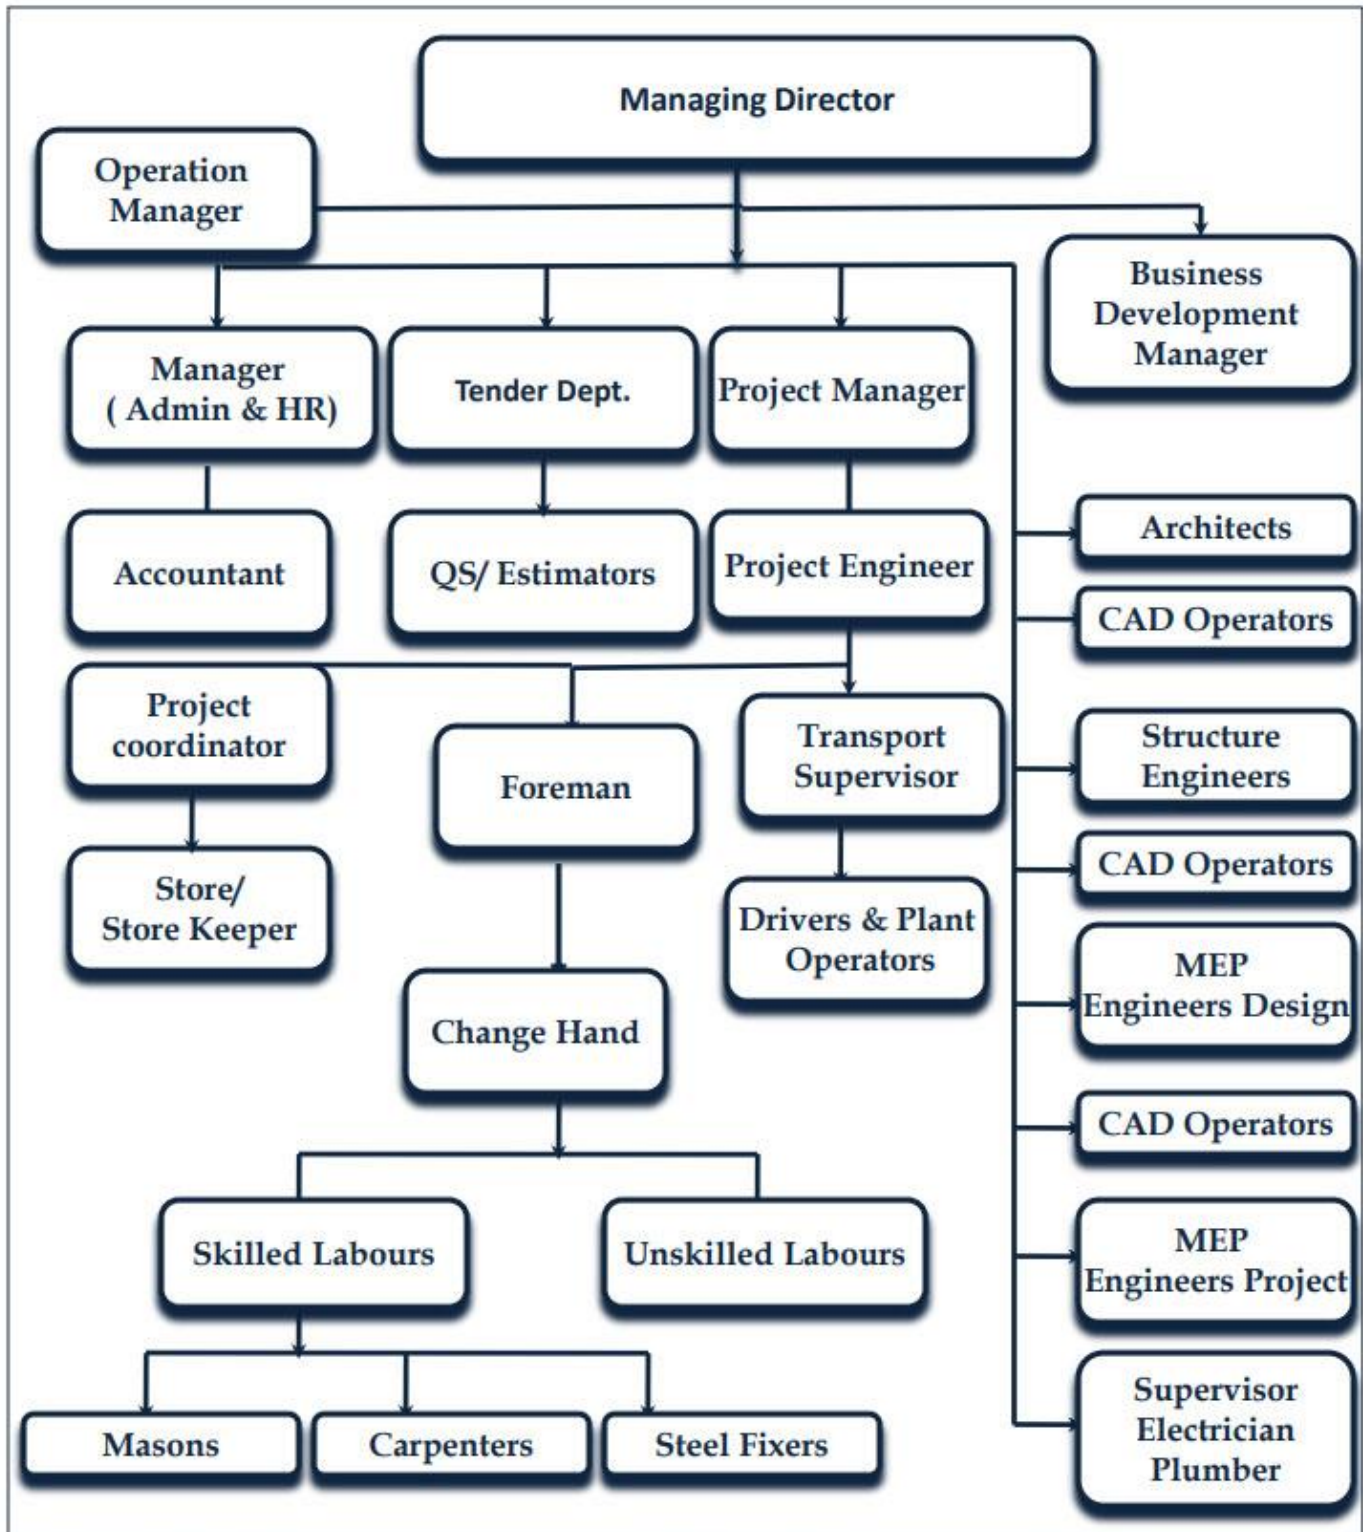 Managing Director
Operation
Manager
Business
Development
Manager
Manager
( Admin & HR)
Tender Dept.
Project Manager
Accountant
QS/ Estimators
Project Engineer
Architects
CAD Operators
Project
coordinator
Foreman
Transport
Supervisor
Structure
Engineers
Store/
Store Keeper
Drivers & Plant
Operators
CAD Operators
Change Hand
MEP
Engineers Design
CAD Operators
Skilled Labours
Unskilled Labours
MEP
Engineers Project
Masons
Carpenters
Steel Fixers
Supervisor
Electrician
Plumber